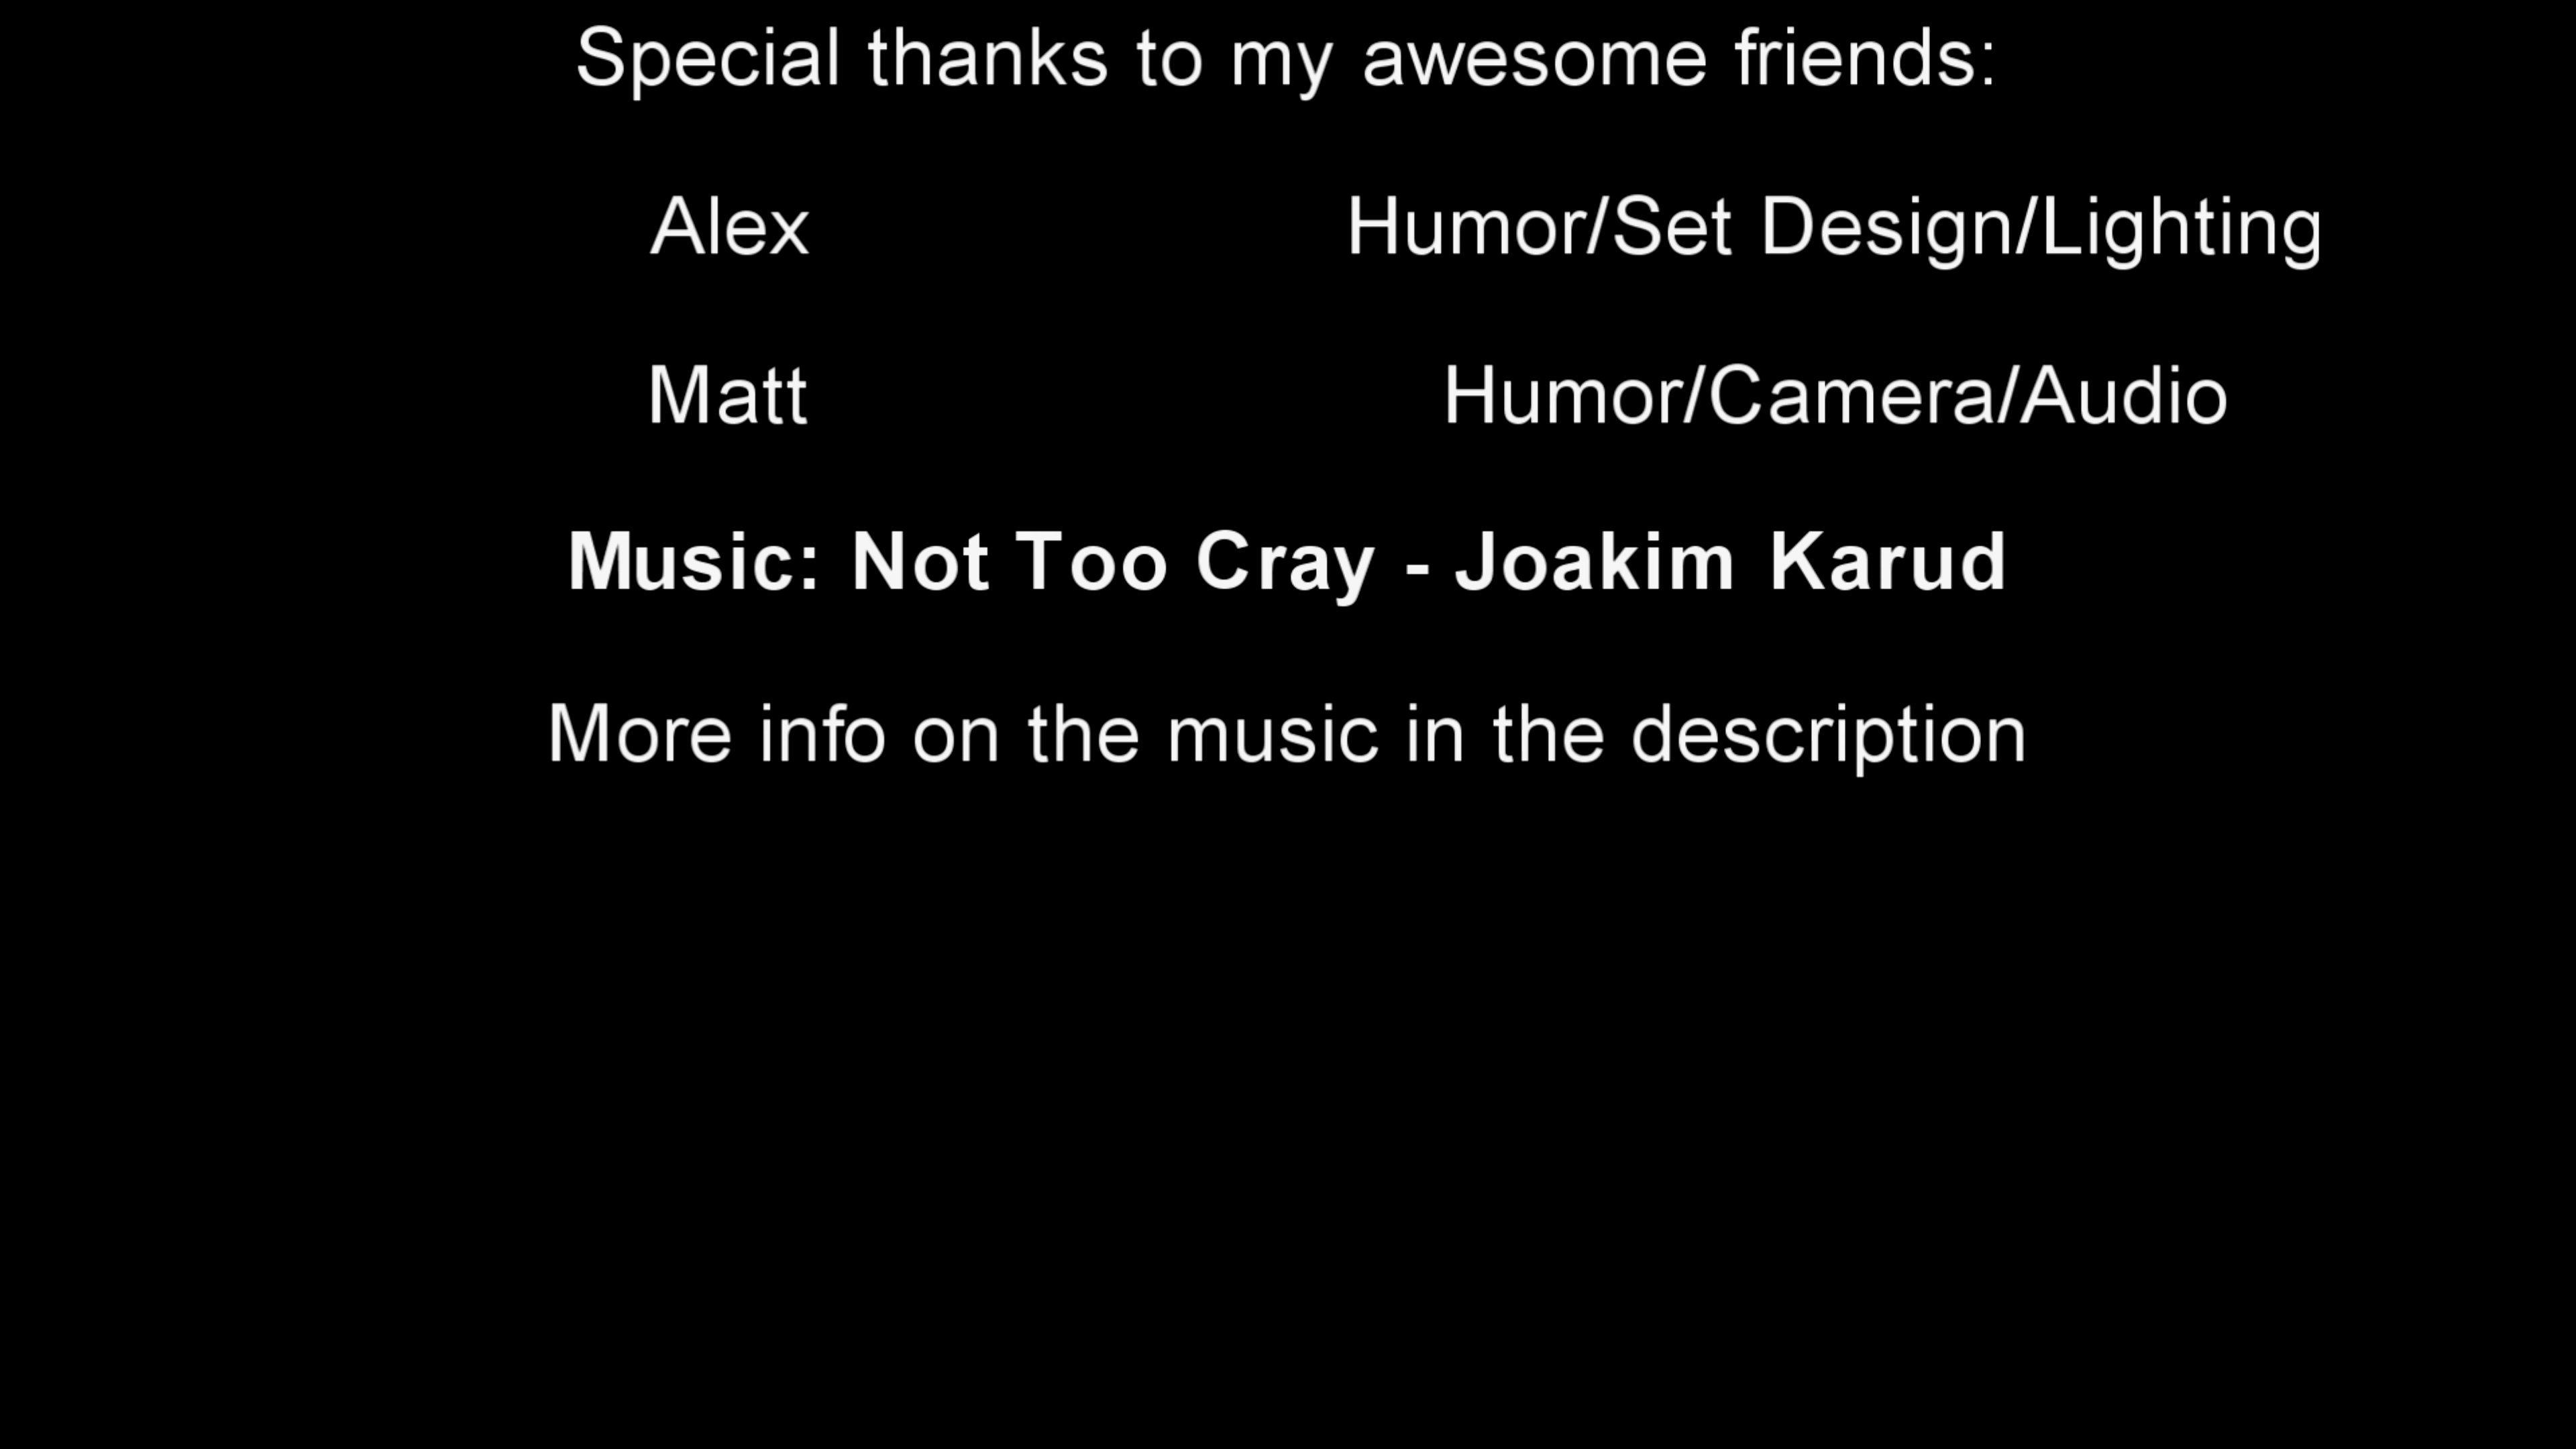 Special thanks to my awesome friends:
Alex Humor/Set Design/Lighting
Matt Humor/Camera/Audio
Music: Not Too Cray - Joakim Karud
More info on the music in the description